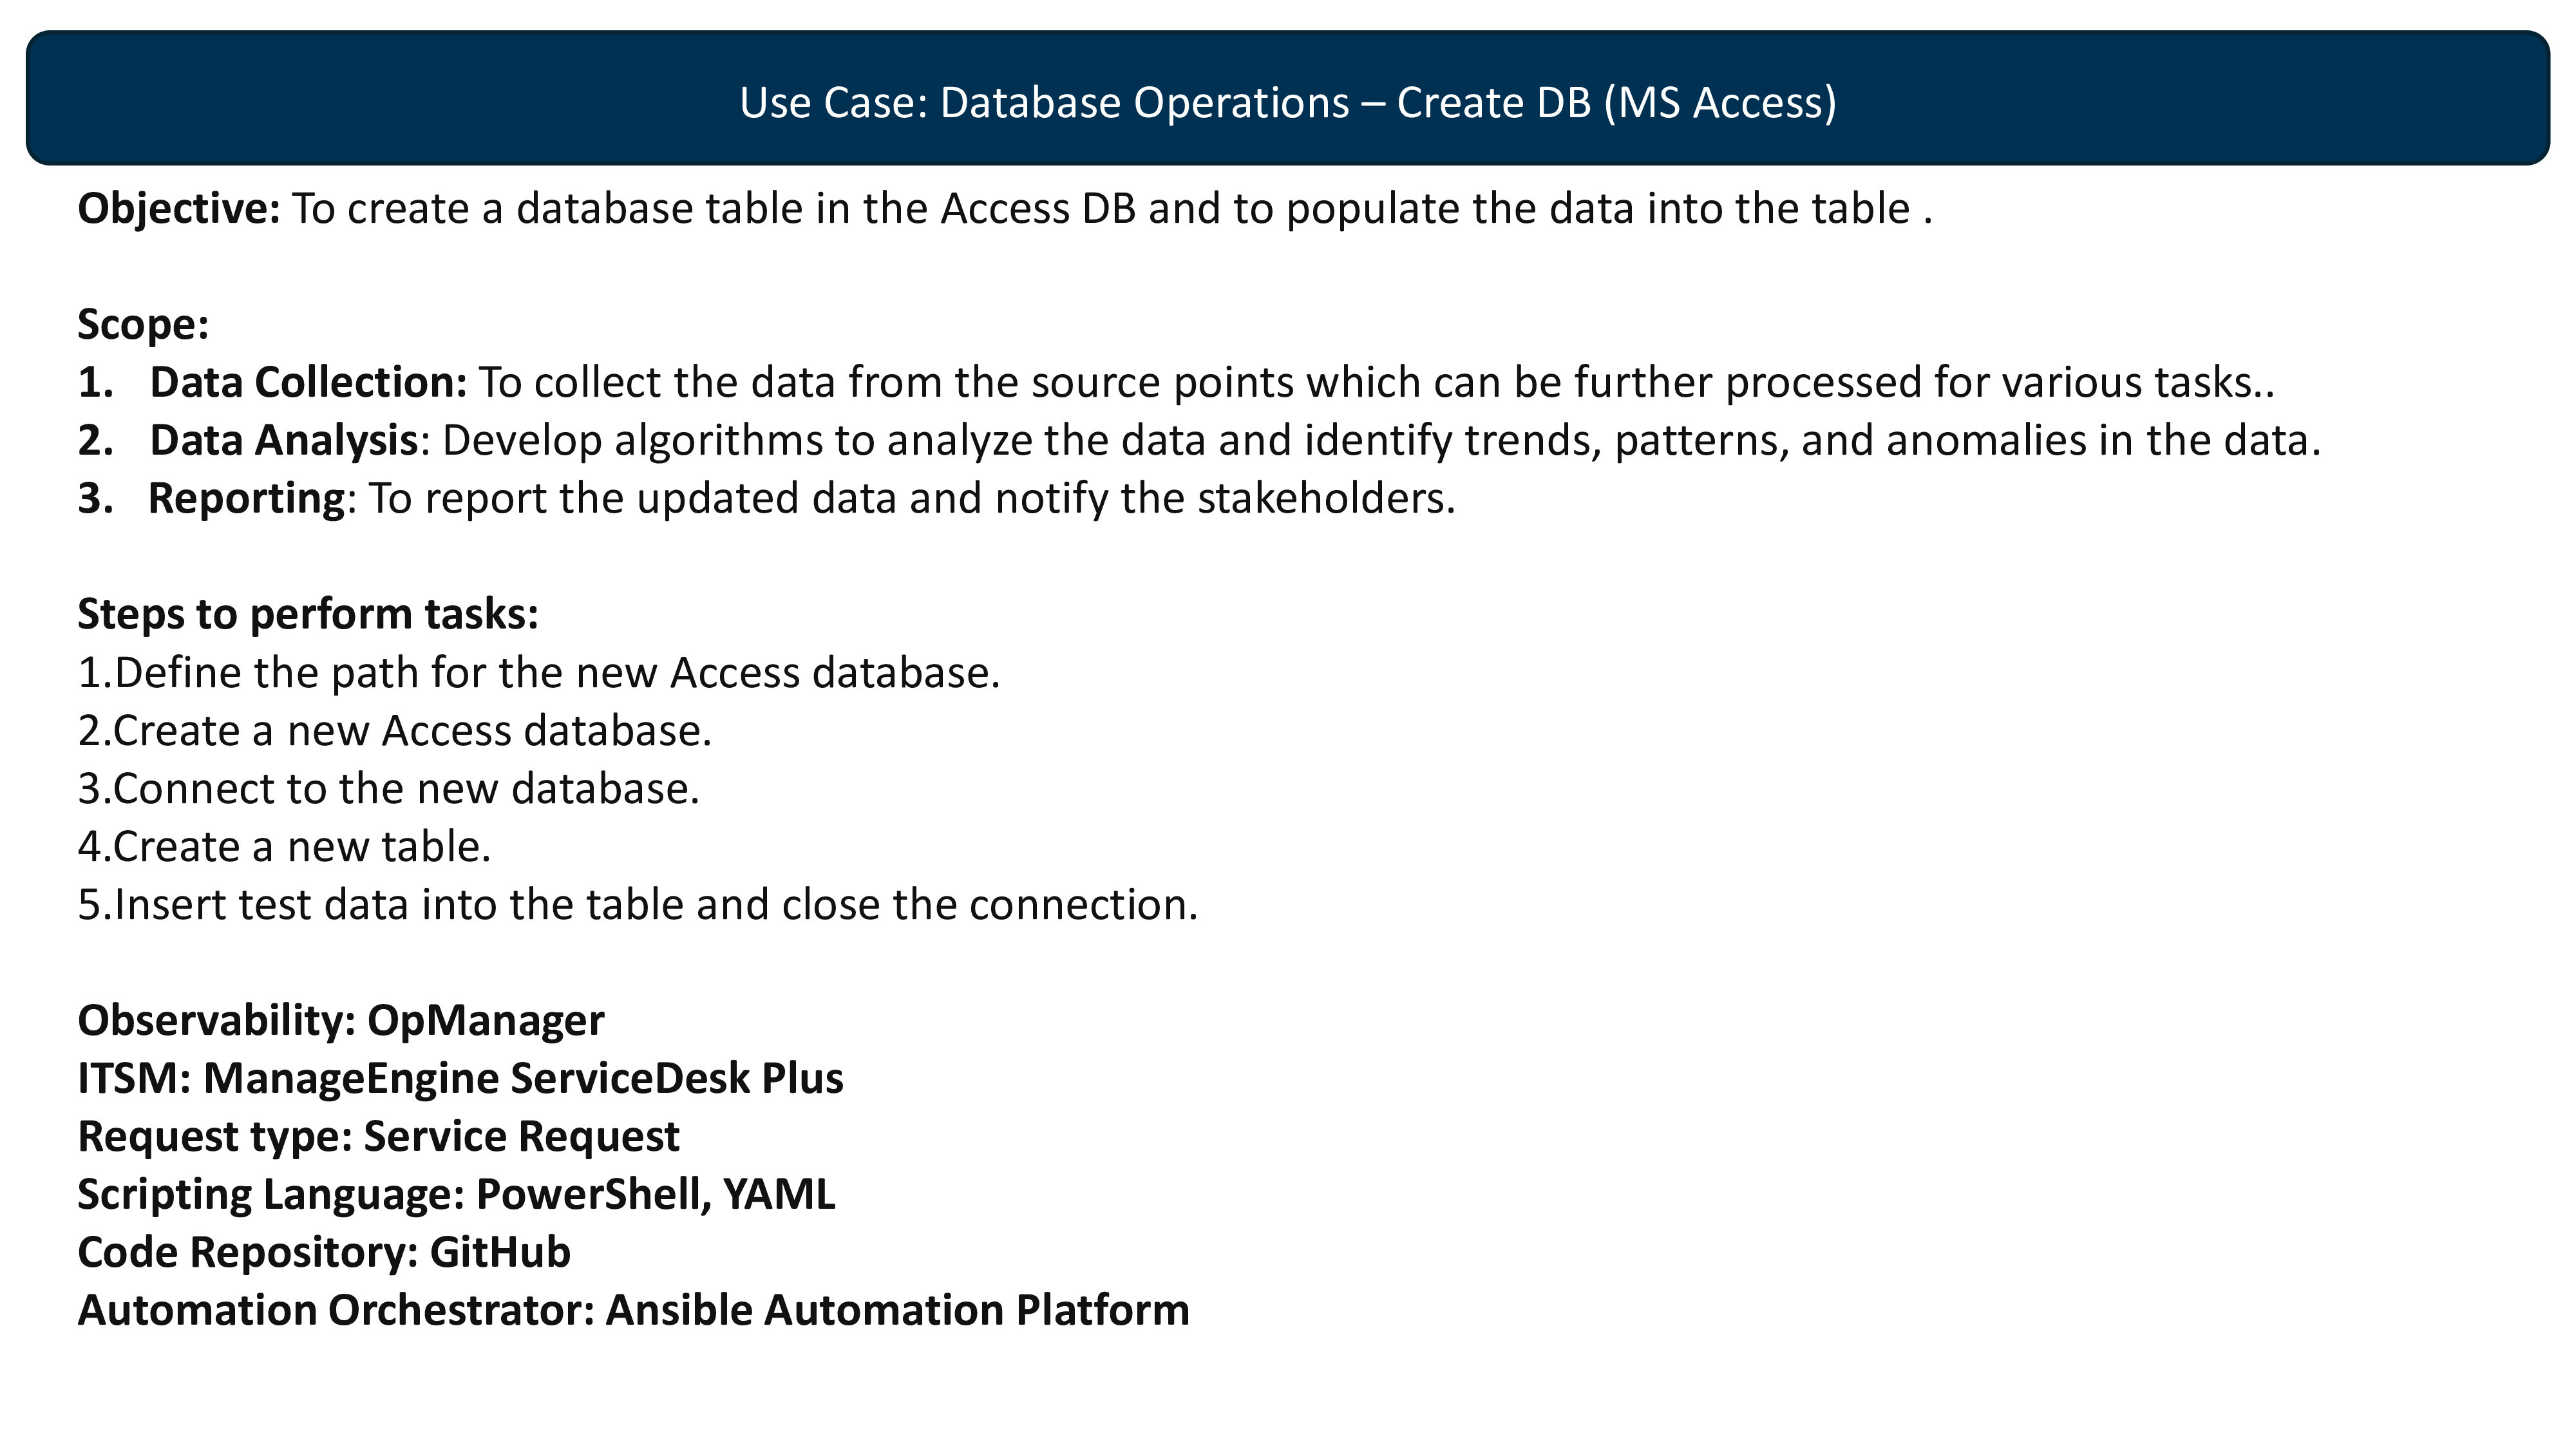 Use Case: Database Operations – Create DB (MS Access)
Objective: To create a database table in the Access DB and to populate the data into the table .
Scope:
1. Data Collection: To collect the data from the source points which can be further processed for various tasks..
2. Data Analysis: Develop algorithms to analyze the data and identify trends, patterns, and anomalies in the data.
3. Reporting: To report the updated data and notify the stakeholders.
Steps to perform tasks:
1.Define the path for the new Access database.
2.Create a new Access database.
3.Connect to the new database.
4.Create a new table.
5.Insert test data into the table and close the connection.
Observability: OpManager
ITSM: ManageEngine ServiceDesk Plus
Request type: Service Request
Scripting Language: PowerShell, YAML
Code Repository: GitHub
Automation Orchestrator: Ansible Automation Platform